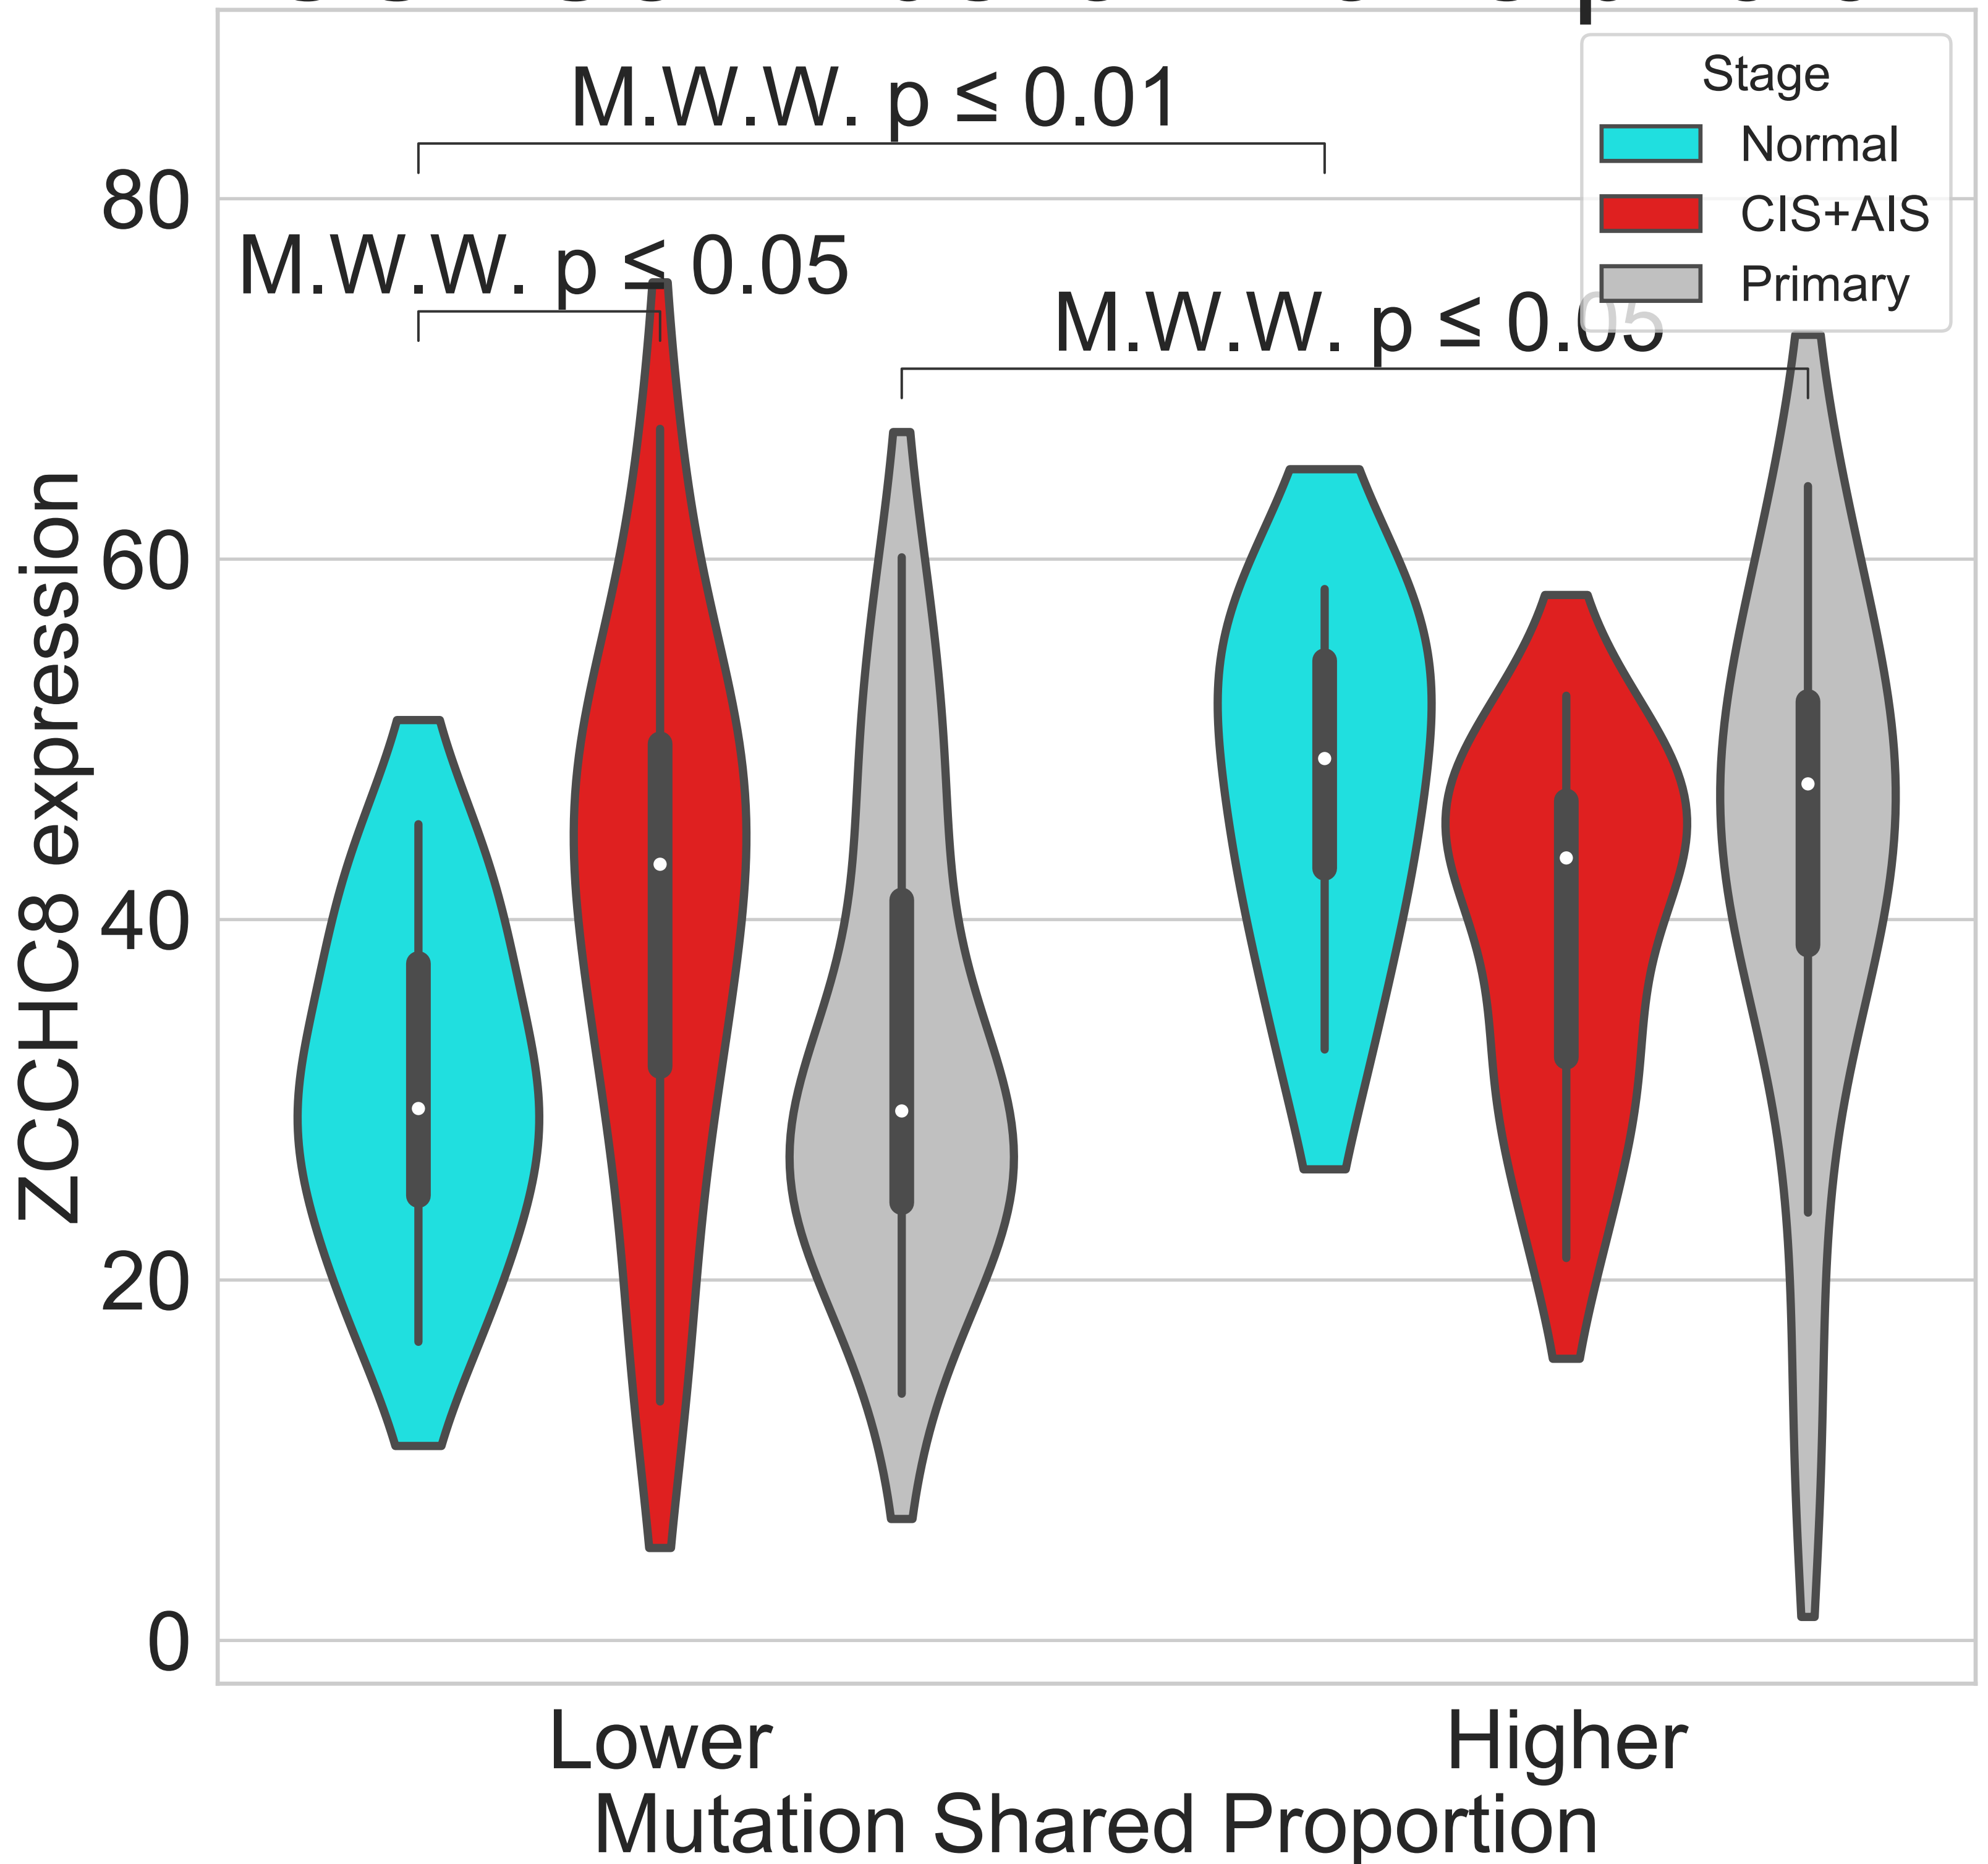 M.W.W. p ≤ 0.01
Stage
Normal
CIS+AIS
Primary
M.W.W. p ≤ 0.05
M.W.W. p ≤ 0.05
80
60
40
20
0
ZCCHC8 expression
Lower
Higher
Mutation Shared Proportion